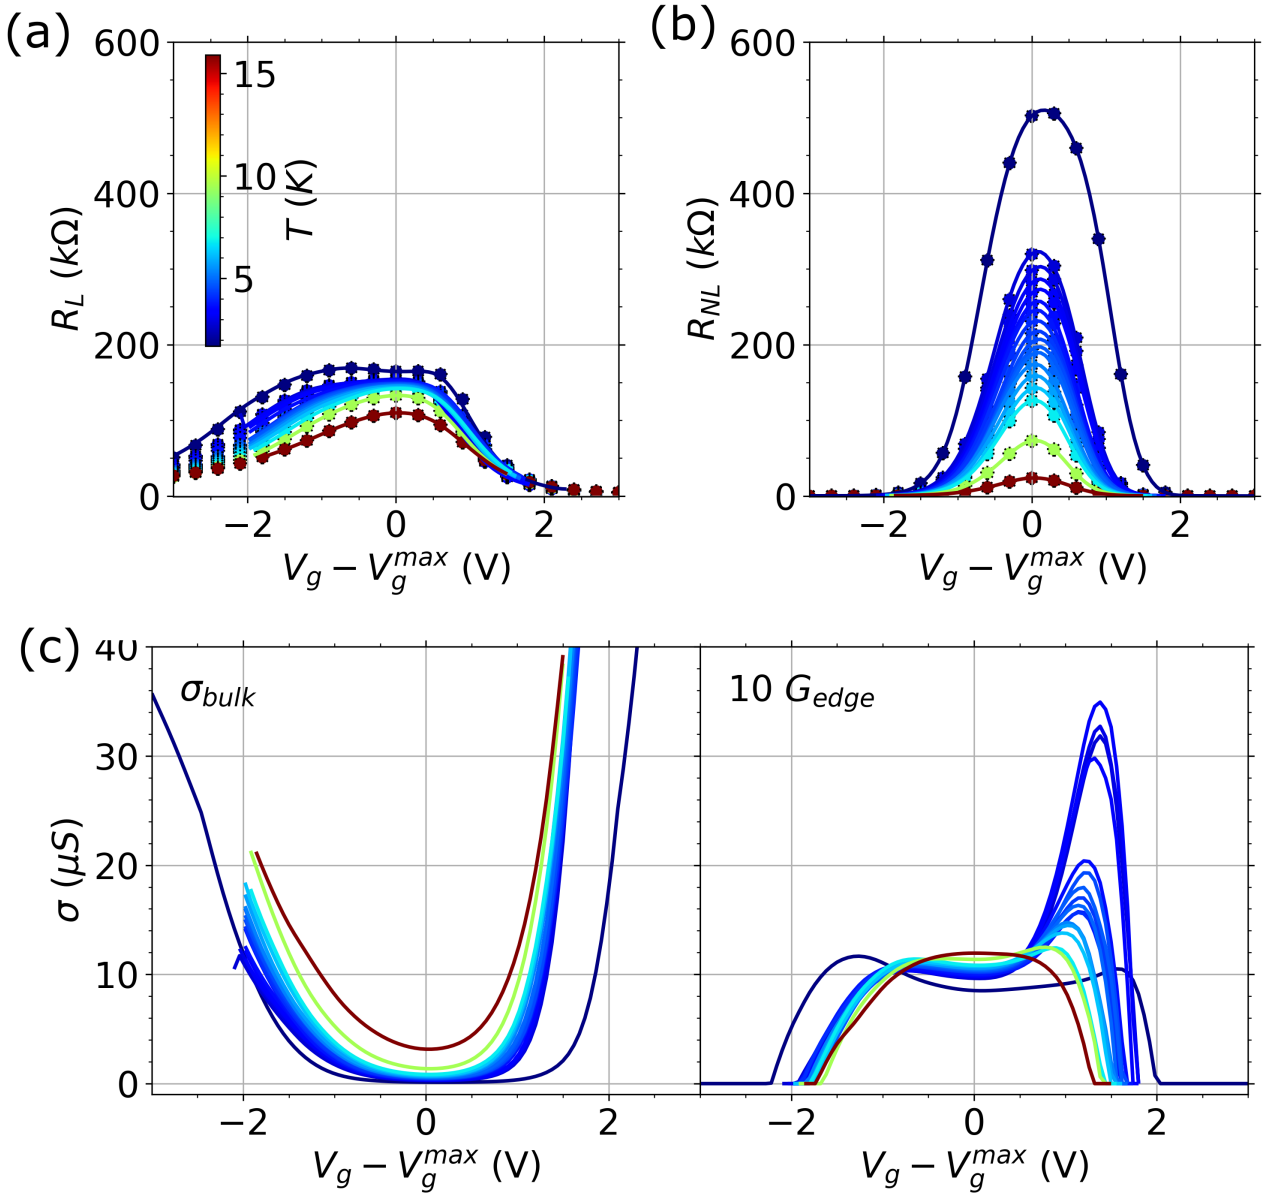 (a)
600
400
200
0
R_L (kΩ)
15
10
5
T (K)
−2 0 2
V_g − V_g^max (V)
(b)
600
400
200
0
R_NL (kΩ)
−2 0 2
V_g − V_g^max (V)
(c)
40
30
20
10
0
σ (μS)
σ_bulk
−2 0 2
V_g − V_g^max (V)
10 G_edge
−2 0 2
V_g − V_g^max (V)